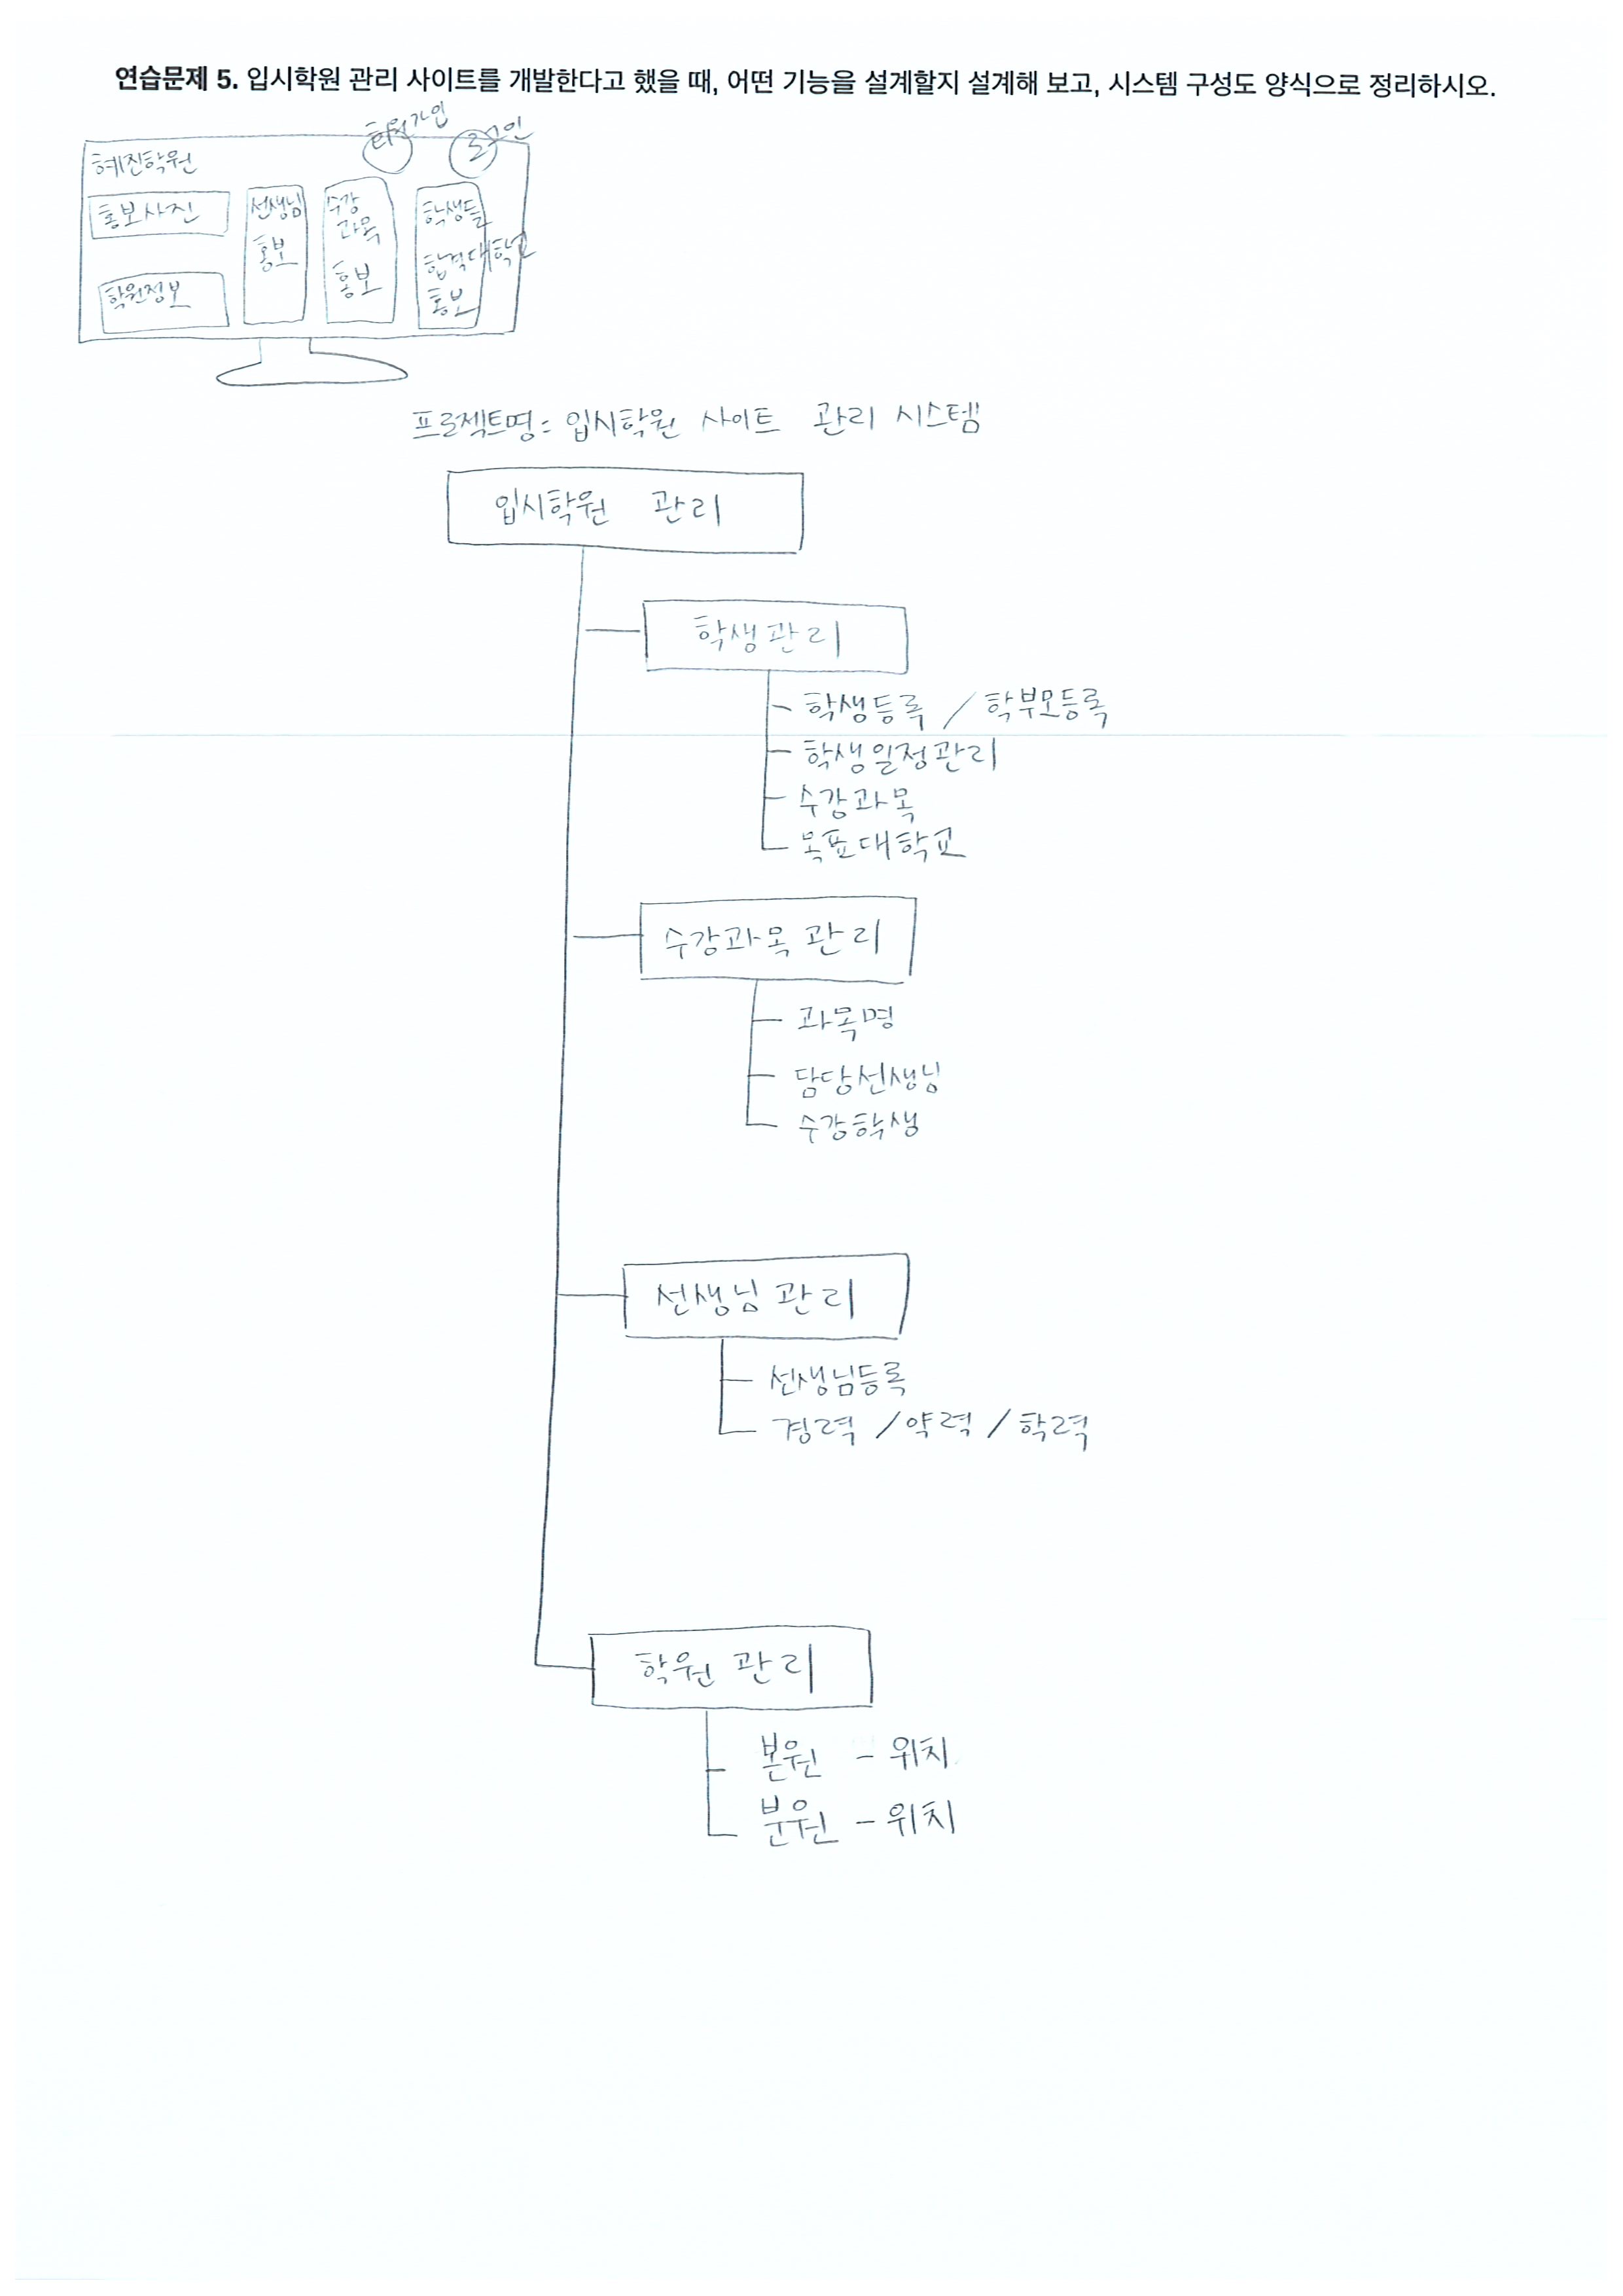 연습문제 5. 입시학원 관리 사이트를 개발한다고 했을 때, 어떤 기능을 설계할지 설계해 보고, 시스템 구성도 양식으로 정리하시오.
회원가입
로그인
혜진학원
홍보사진
학원정보
선생님
홍보
수강
과목
홍보
학생들
합격대학교
홍보
프로젝트명 = 입시학원 사이트 관리 시스템
입시학원 관리
학생관리
학생등록 / 학부모등록
학생일정관리
수강과목
목표대학교
수강과목 관리
과목명
담당선생님
수강학생
선생님 관리
선생님등록
경력 / 약력 / 학력
학원 관리
본원 - 위치
분원 - 위치